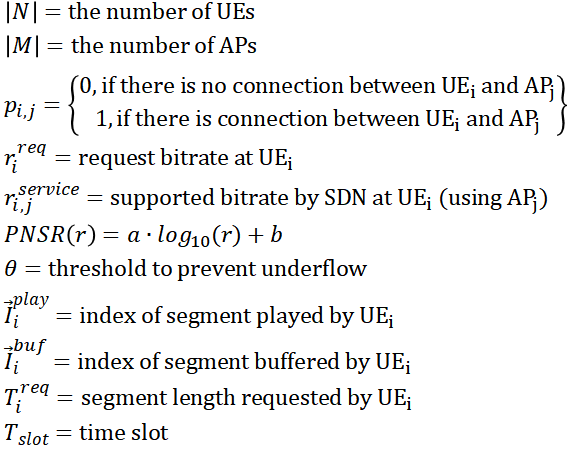 |N| = the number of UEs
|M| = the number of APs
p_{i,j} = {0, if there is no connection between UE_i and AP_j
1, if there is connection between UE_i and AP_j}
r_i^{req} = request bitrate at UE_i
r_{i,j}^{service} = supported bitrate by SDN at UE_i (using AP_j)
PNSR(r) = a · log_{10}(r) + b
θ = threshold to prevent underflow
\vec{I}_i^{play} = index of segment played by UE_i
\vec{I}_i^{buf} = index of segment buffered by UE_i
T_i^{req} = segment length requested by UE_i
T_{slot} = time slot